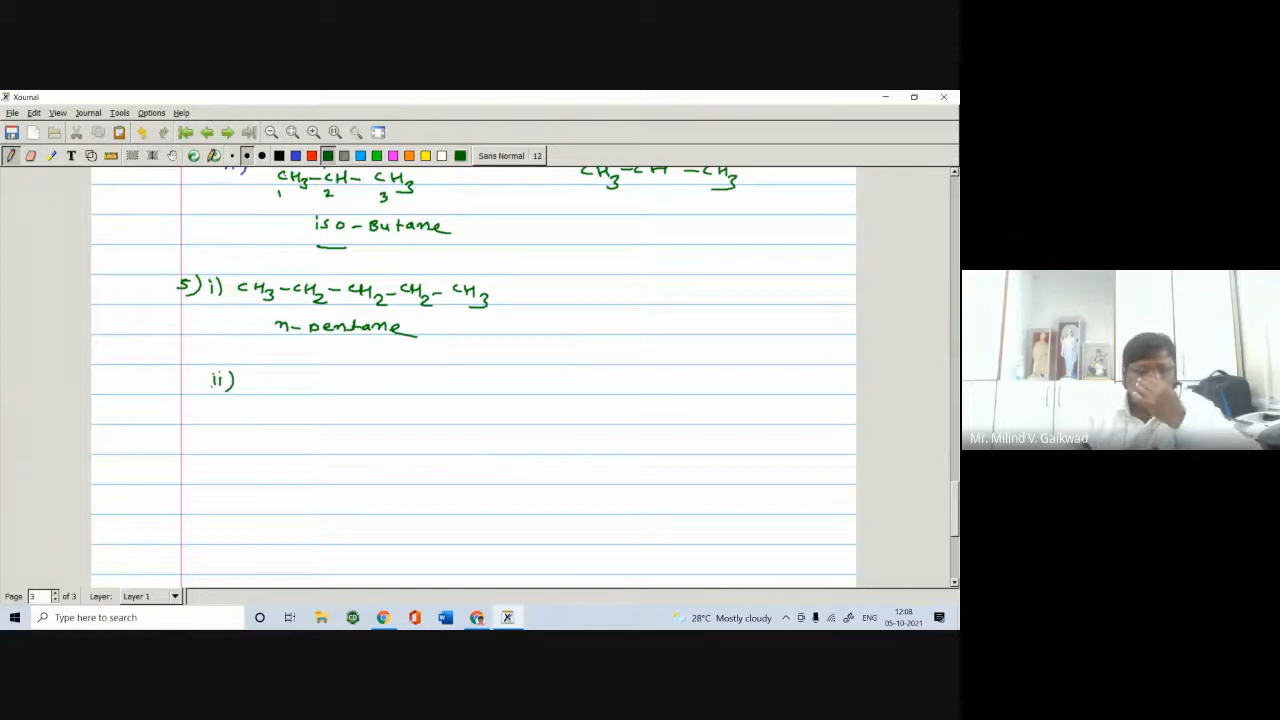 Xournal
File Edit View Journal Tools Options Help
Sans Normal 12
CH3-CH-CH3 CH3-CH-CH3
1 2 3
iso-Butane
5) i) CH3-CH2-CH2-CH2-CH3
n-pentane
ii)
Mr. Milind V. Gaikwad
Page 3 of 3 Layer: Layer 1
Type here to search
28°C Mostly cloudy ENG 12:08
05-10-2021